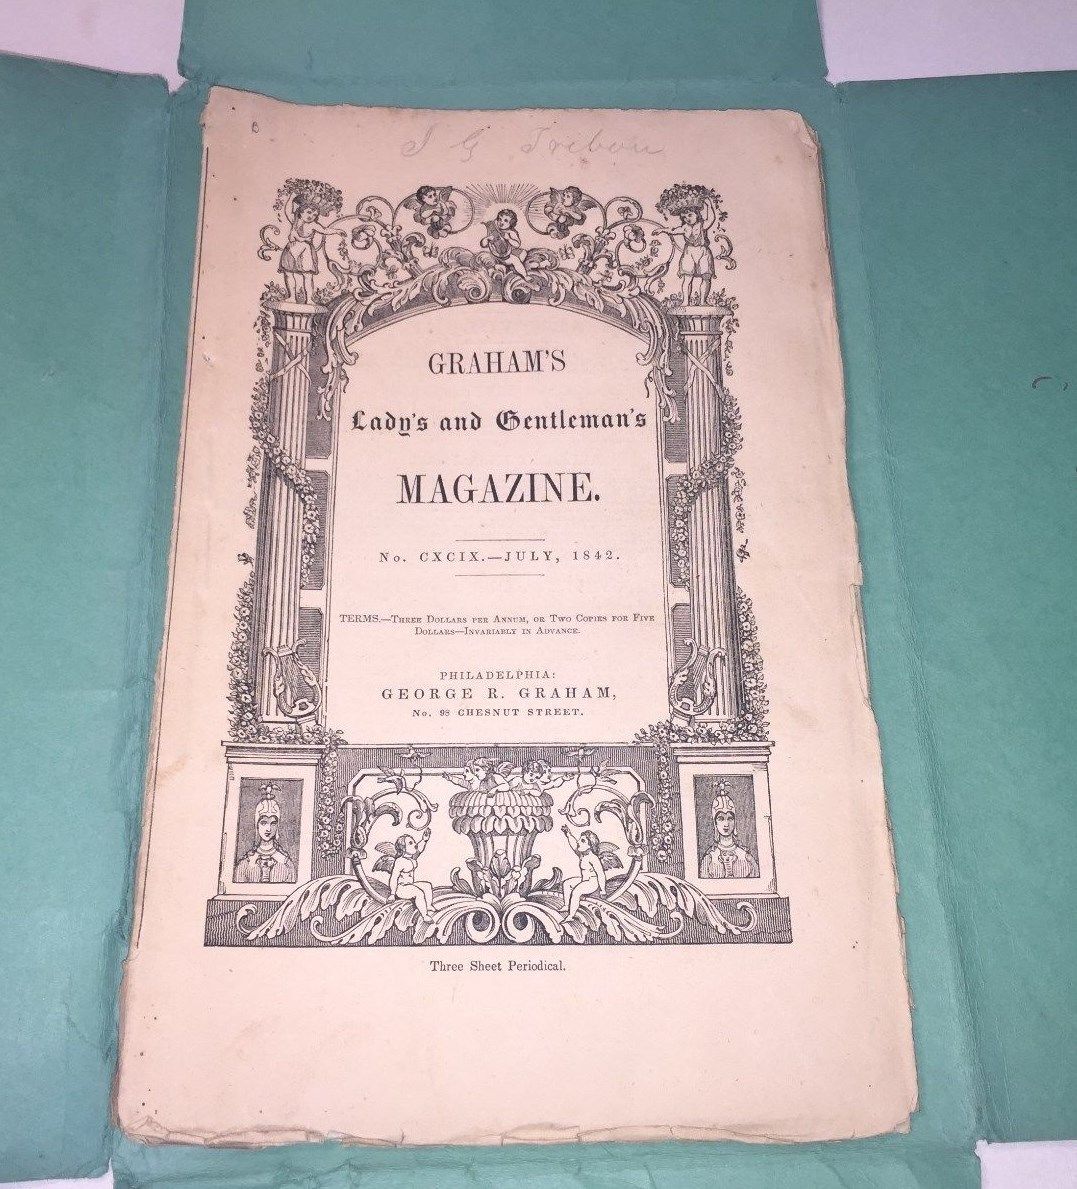 J G Tribou
GRAHAM'S
Lady's and Gentleman's
MAGAZINE.
No. CXCIX.—JULY, 1842.
TERMS.—Three Dollars per Annum, or Two Copies for Five
Dollars—Invariably in Advance.
PHILADELPHIA:
GEORGE R. GRAHAM,
No. 98 CHESNUT STREET.
Three Sheet Periodical.